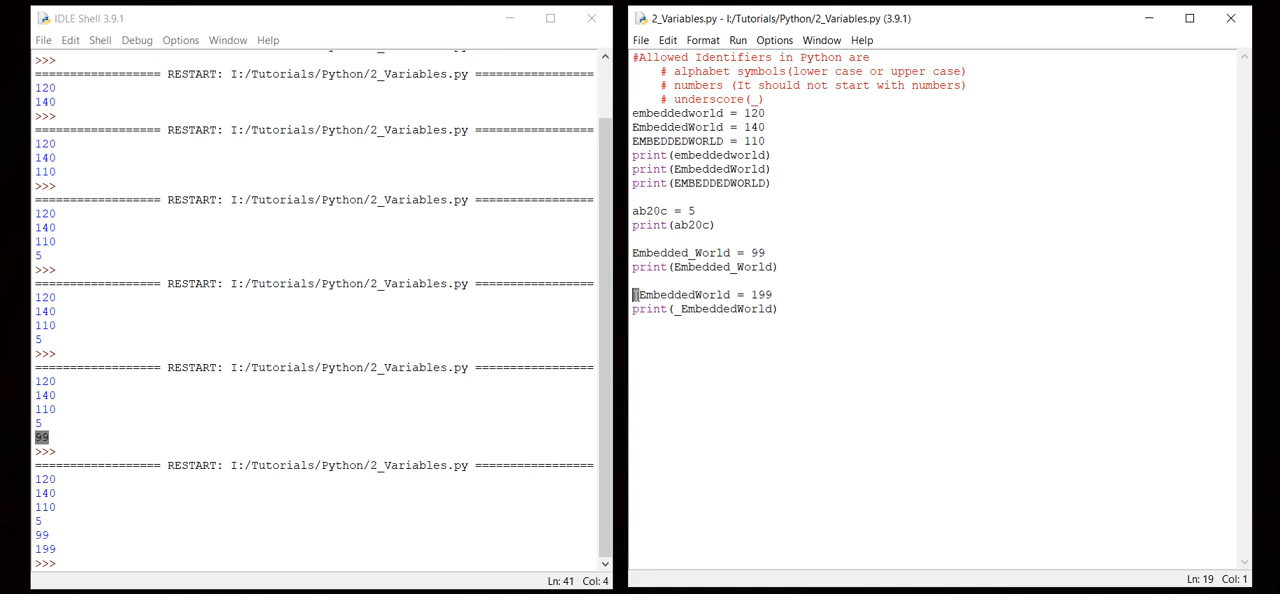 IDLE Shell 3.9.1
File Edit Shell Debug Options Window Help
>>>
================== RESTART: I:/Tutorials/Python/2_Variables.py =================
120
140
>>>
================== RESTART: I:/Tutorials/Python/2_Variables.py =================
120
140
110
>>>
================== RESTART: I:/Tutorials/Python/2_Variables.py =================
120
140
110
5
>>>
================== RESTART: I:/Tutorials/Python/2_Variables.py =================
120
140
110
5
>>>
================== RESTART: I:/Tutorials/Python/2_Variables.py =================
120
140
110
5
99
>>>
================== RESTART: I:/Tutorials/Python/2_Variables.py =================
120
140
110
5
99
199
>>>
Ln: 41 Col: 4
2_Variables.py - I:/Tutorials/Python/2_Variables.py (3.9.1)
File Edit Format Run Options Window Help
#Allowed Identifiers in Python are
# alphabet symbols(lower case or upper case)
# numbers (It should not start with numbers)
# underscore(_)
embeddedworld = 120
EmbeddedWorld = 140
EMBEDDEDWORLD = 110
print(embeddedworld)
print(EmbeddedWorld)
print(EMBEDDEDWORLD)
ab20c = 5
print(ab20c)
Embedded_World = 99
print(Embedded_World)
_EmbeddedWorld = 199
print(_EmbeddedWorld)
Ln: 19 Col: 1